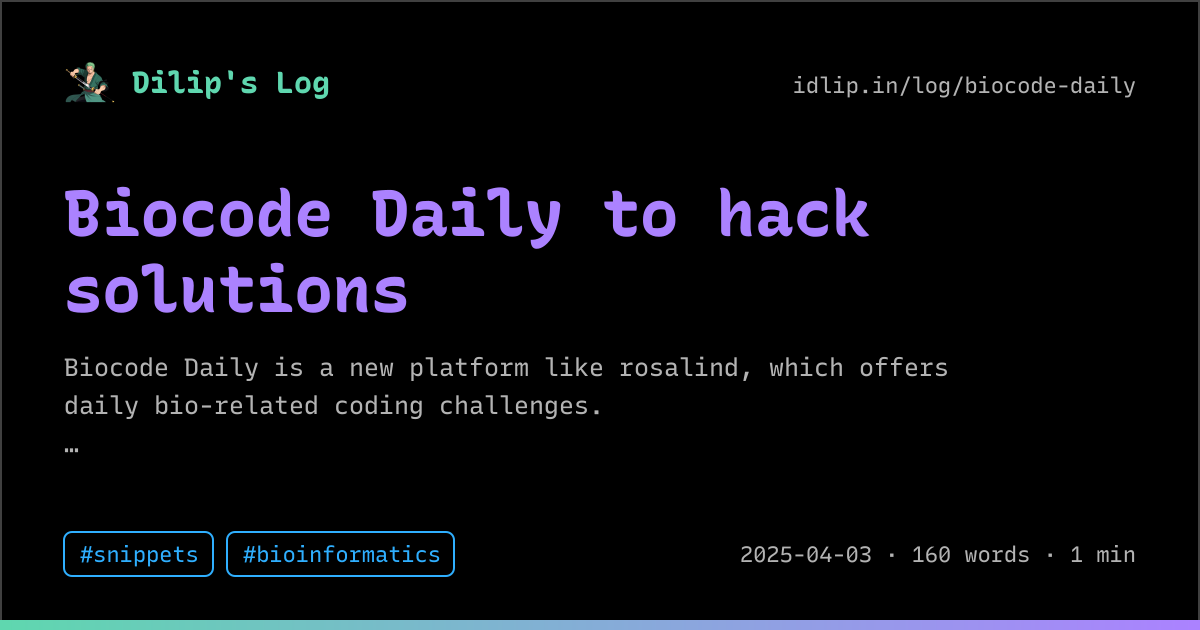 Dilip's Log
idlip.in/log/biocode-daily
Biocode Daily to hack
solutions
Biocode Daily is a new platform like rosalind, which offers
daily bio-related coding challenges.
…
#snippets #bioinformatics
2025-04-03 · 160 words · 1 min